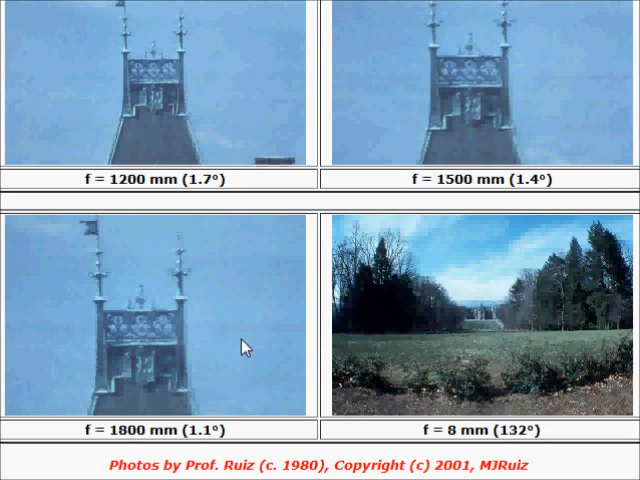 f = 1200 mm (1.7°)
f = 1500 mm (1.4°)
f = 1800 mm (1.1°)
f = 8 mm (132°)
Photos by Prof. Ruiz (c. 1980), Copyright (c) 2001, MJRuiz